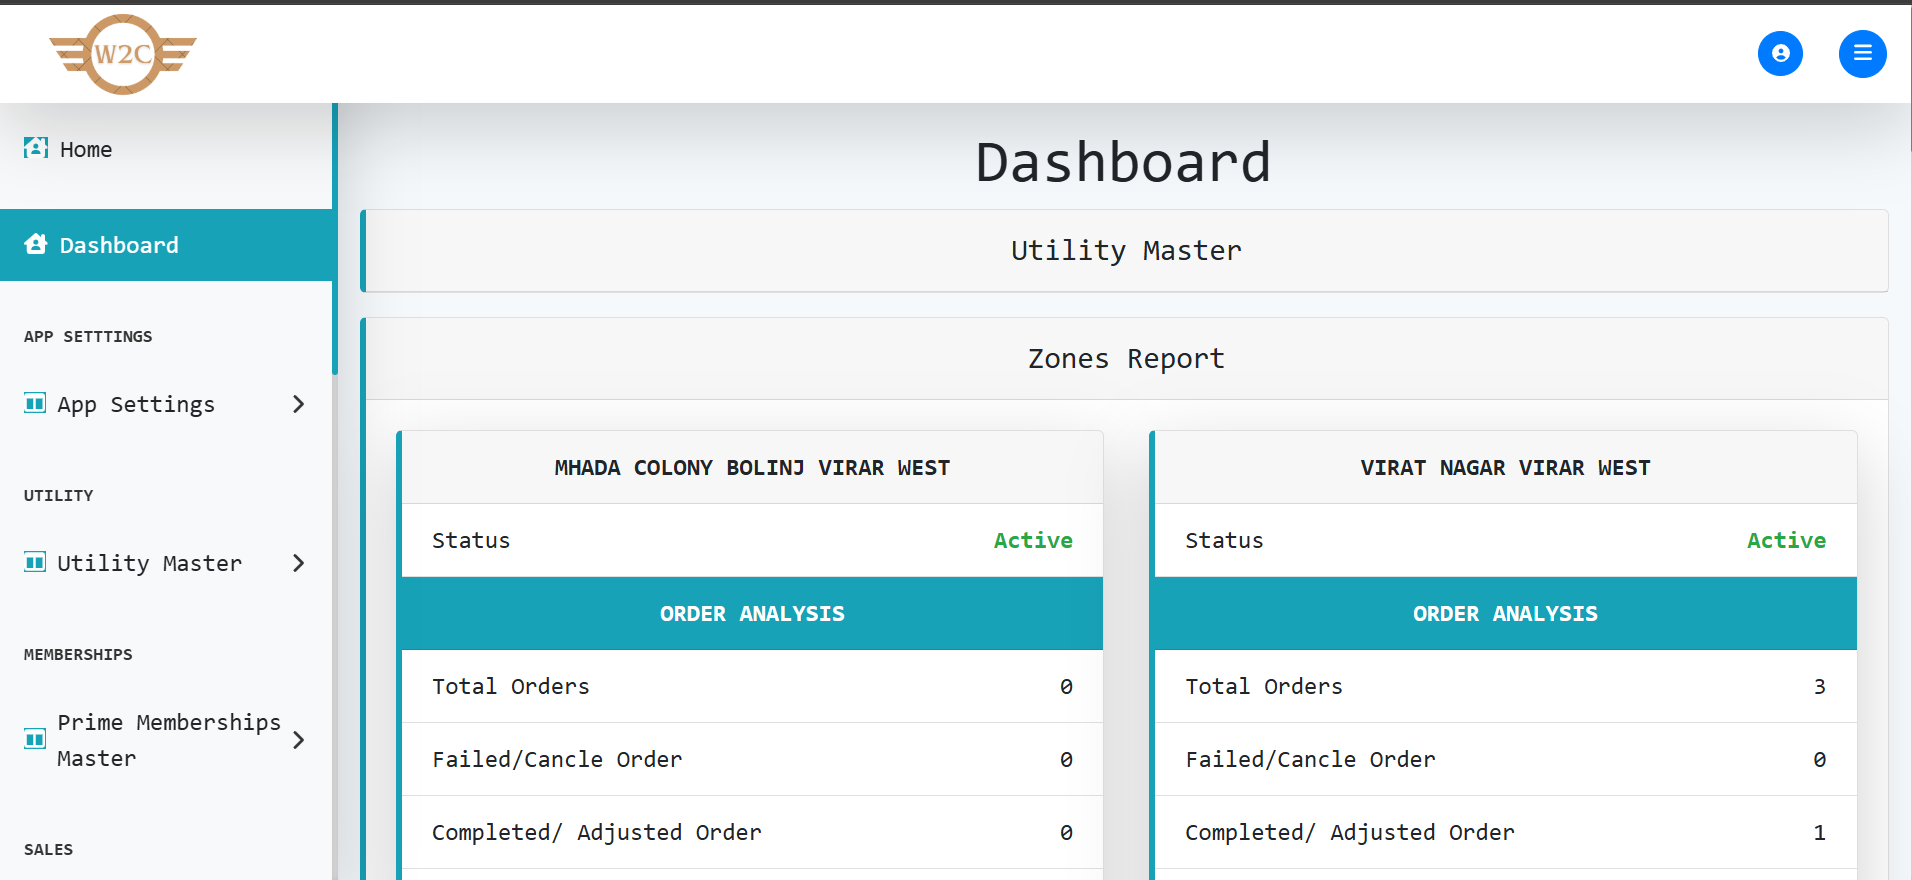 W2C
Home
Dashboard
APP SETTTINGS
App Settings
UTILITY
Utility Master
MEMBERSHIPS
Prime Memberships
Master
SALES
Dashboard
Utility Master
Zones Report
MHADA COLONY BOLINJ VIRAR WEST
Status Active
ORDER ANALYSIS
Total Orders 0
Failed/Cancle Order 0
Completed/ Adjusted Order 0
VIRAT NAGAR VIRAR WEST
Status Active
ORDER ANALYSIS
Total Orders 3
Failed/Cancle Order 0
Completed/ Adjusted Order 1